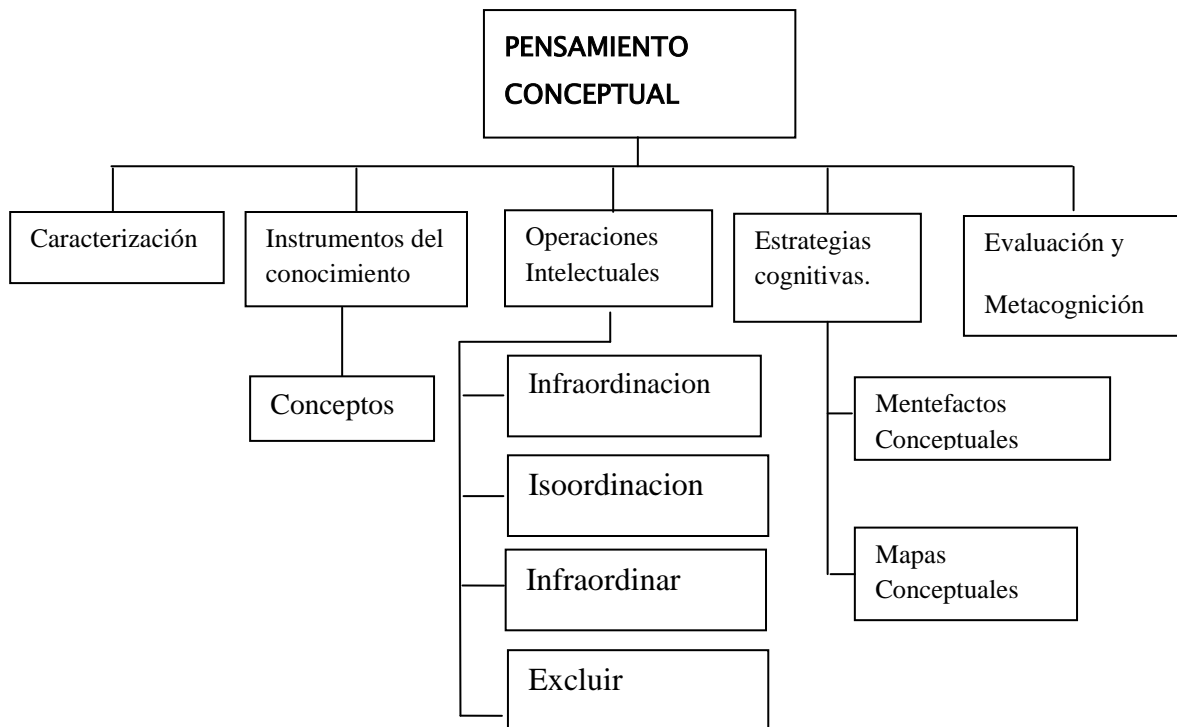 PENSAMIENTO
CONCEPTUAL
Caracterización
Instrumentos del
conocimiento
Operaciones
Intelectuales
Estrategias
cognitivas.
Evaluación y
Metacognición
Conceptos
Infraordinacion
Isoordinacion
Infraordinar
Excluir
Mentefactos
Conceptuales
Mapas
Conceptuales